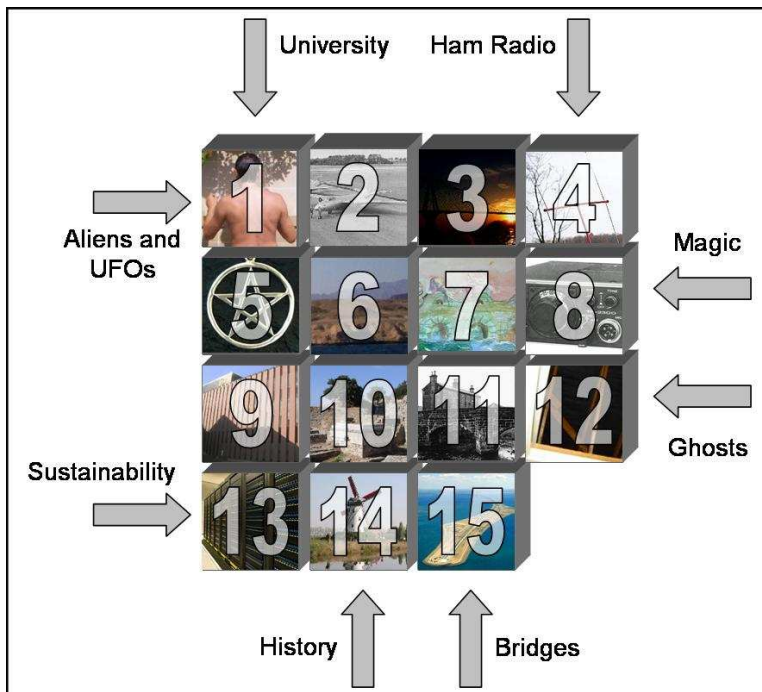 University
Ham Radio
1
2
3
4
Aliens and
UFOs
Magic
5
6
7
8
9
10
11
12
Ghosts
Sustainability
13
14
15
History
Bridges